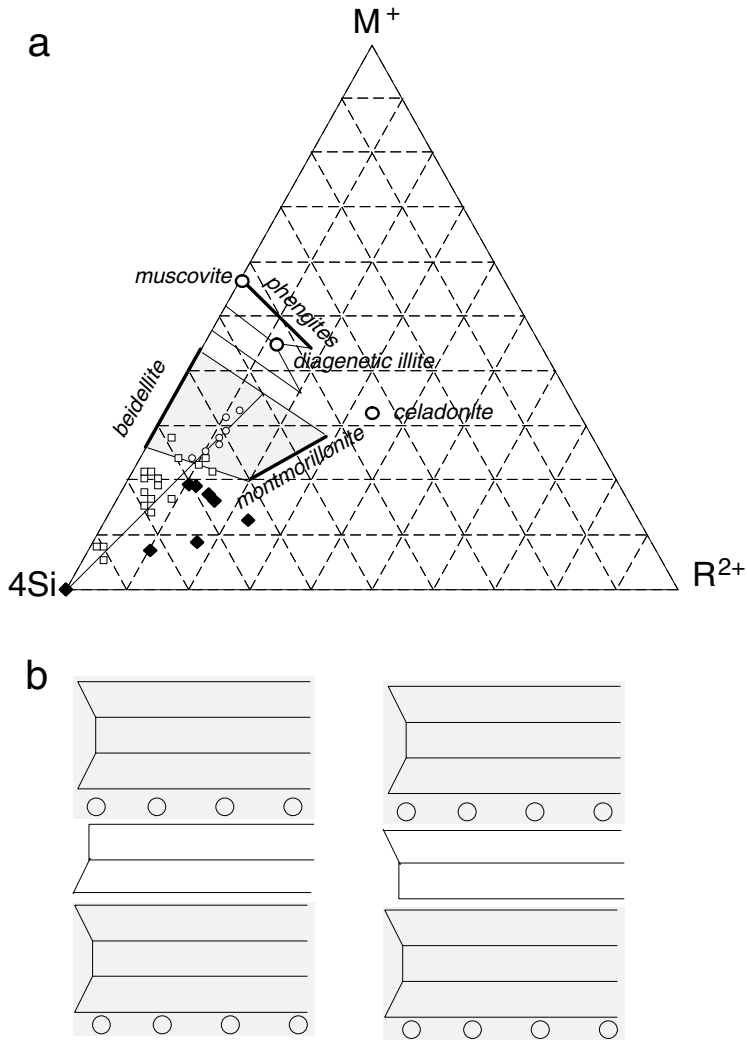 a
M+
muscovite
phengites
diagenetic illite
beidellite
celadonite
montmorillonite
4Si
R2+
b